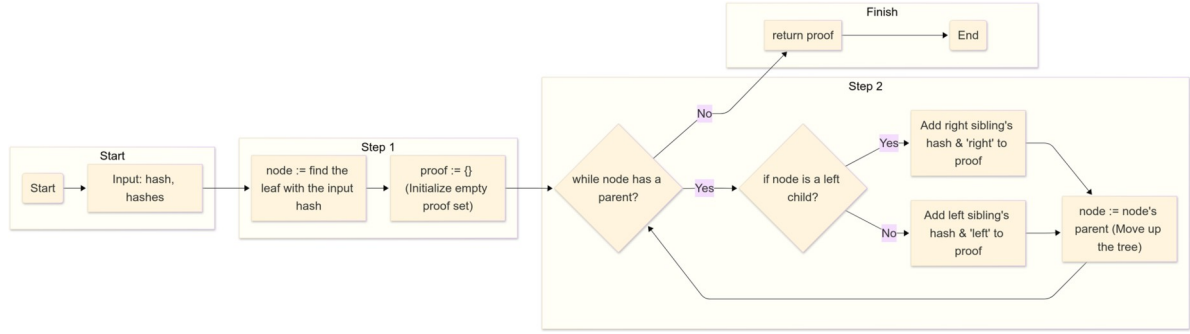 Start
Start
Input: hash,
hashes
Step 1
node := find the
leaf with the input
hash
proof := {}
(Initialize empty
proof set)
Step 2
while node has a
parent?
No
Yes
if node is a left
child?
Yes
No
Add right sibling's
hash & 'right' to
proof
Add left sibling's
hash & 'left' to
proof
node := node's
parent (Move up
the tree)
Finish
return proof
End